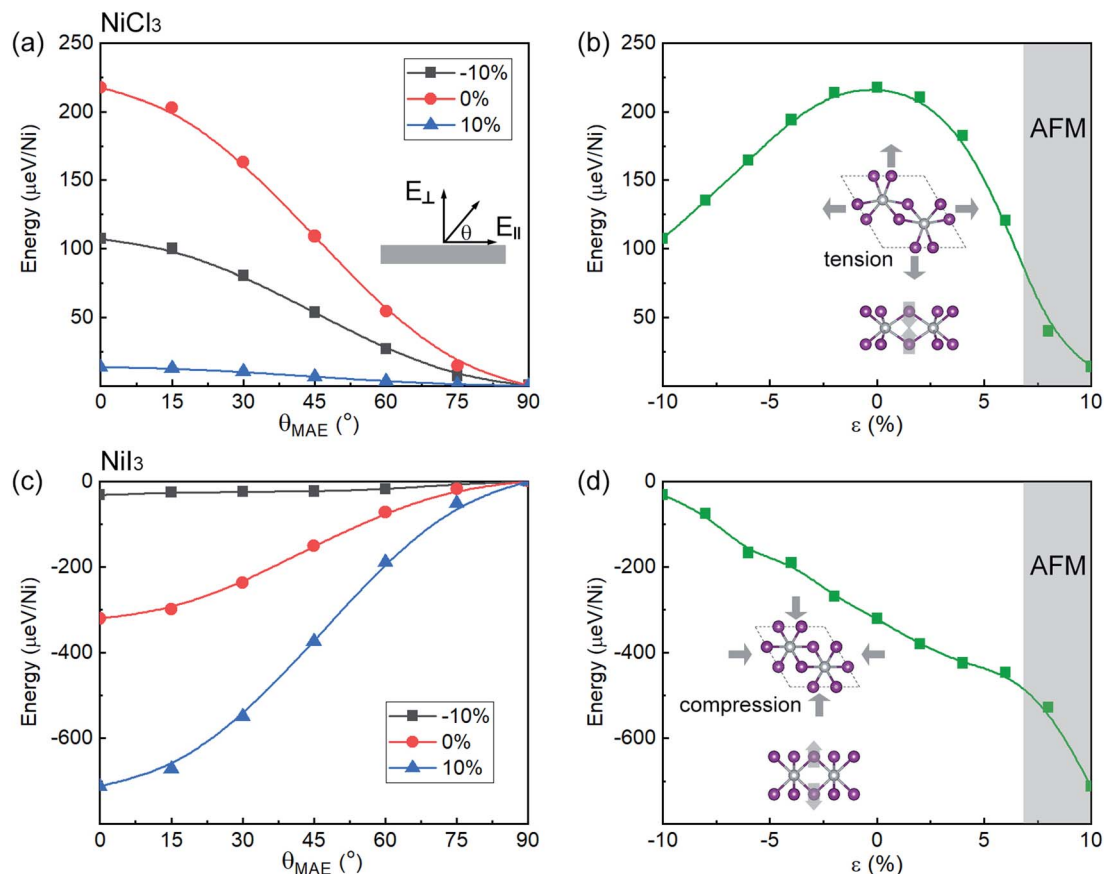 NiCl₃
(a)
250
200
150
100
50
Energy (μeV/Ni)
-10%
0%
10%
E⊥
θ
E∥
0 15 30 45 60 75 90
θMAE (°)
(b)
250
200
150
100
50
Energy (μeV/Ni)
AFM
tension
-10 -5 0 5 10
ε (%)
NiI₃
(c)
0
-200
-400
-600
Energy (μeV/Ni)
-10%
0%
10%
0 15 30 45 60 75 90
θMAE (°)
(d)
0
-200
-400
-600
Energy (μeV/Ni)
AFM
compression
-10 -5 0 5 10
ε (%)